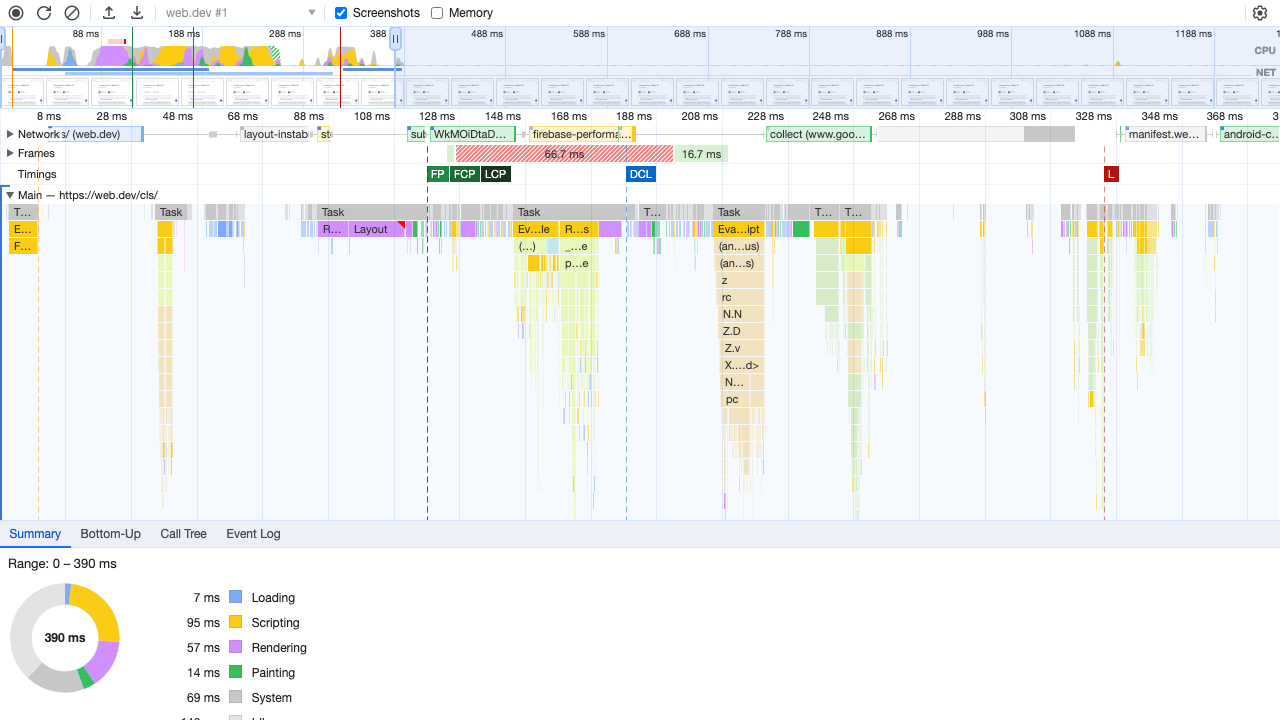 web.dev #1 Screenshots Memory
88 ms 188 ms 288 ms 388 488 ms 588 ms 688 ms 788 ms 888 ms 988 ms 1088 ms 1188 ms 1
CPU
NET
8 ms 28 ms 48 ms 68 ms 88 ms 108 ms 128 ms 148 ms 168 ms 188 ms 208 ms 228 ms 248 ms 268 ms 288 ms 308 ms 328 ms 348 ms 368 ms 3
Network s/ (web.dev) layout-instab st sui WkMOiDtaD… firebase-performa… collect (www.goo… manifest.we… android-c…
Frames 66.7 ms 16.7 ms
Timings FP FCP LCP DCL L
Main — https://web.dev/cls/
T… Task Task Task T… Task T… T…
E… R… Layout Ev…le R…s Eva…ipt
F… (…) _…e (an…us)
p…e (an…s)
z
rc
N.N
Z.D
Z.v
X.…d>
N…
pc
Summary Bottom-Up Call Tree Event Log
Range: 0 – 390 ms
390 ms
7 ms Loading
95 ms Scripting
57 ms Rendering
14 ms Painting
69 ms System